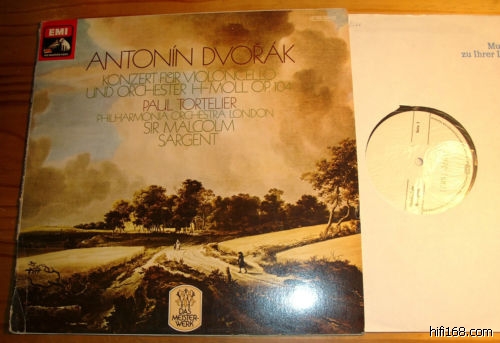 EMI
ANTONÍN DVOŘÁK
KONZERT FÜR VIOLONCELLO
UND ORCHESTER H-MOLL OP. 104
PAUL TORTELIER
PHILHARMONIA ORCHESTRA LONDON
SIR MALCOLM
SARGENT
DAS
MEISTER-
WERK
zu Ihrer
hifi168.com